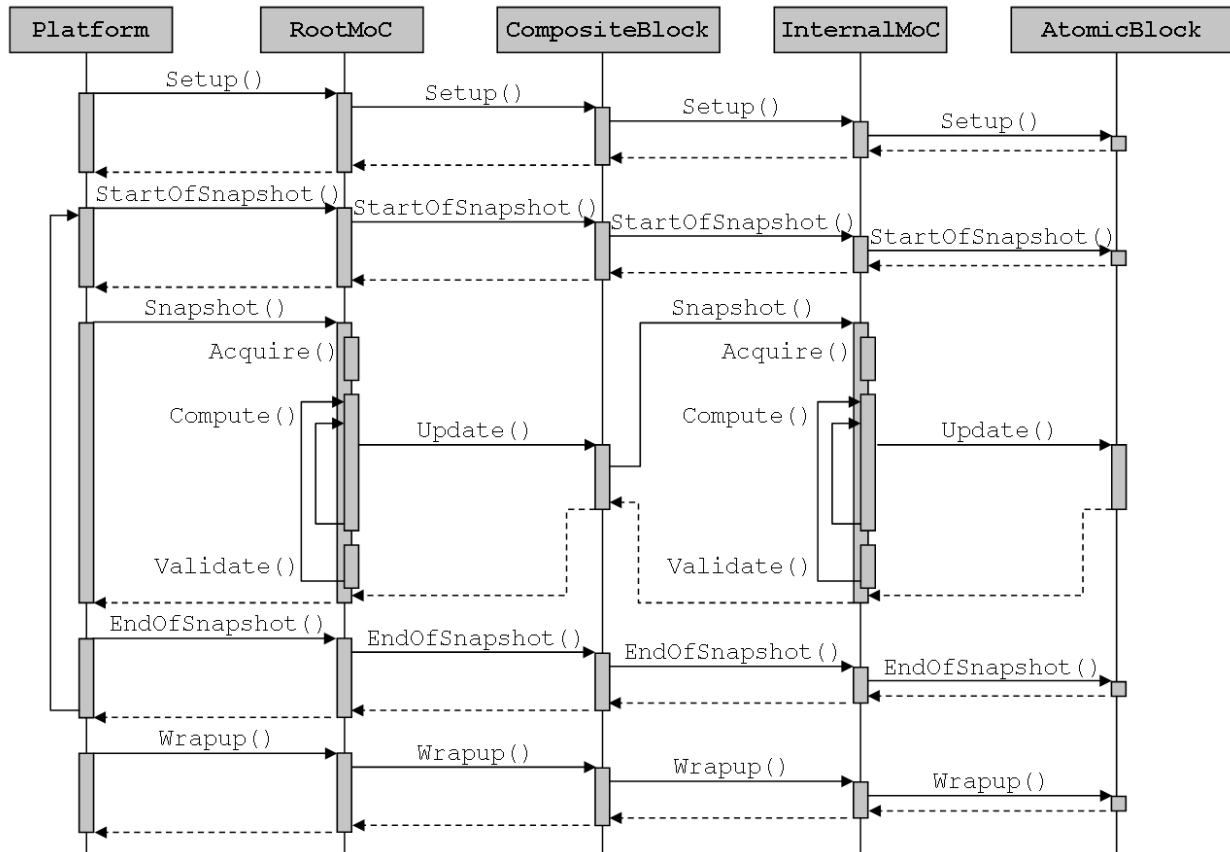 Platform
RootMoC
CompositeBlock
InternalMoC
AtomicBlock
Setup()
Setup()
Setup()
Setup()
StartOfSnapshot()
StartOfSnapshot()
StartOfSnapshot()
StartOfSnapshot()
Snapshot()
Snapshot()
Acquire()
Acquire()
Compute()
Compute()
Update()
Update()
Validate()
Validate()
EndOfSnapshot()
EndOfSnapshot()
EndOfSnapshot()
EndOfSnapshot()
Wrapup()
Wrapup()
Wrapup()
Wrapup()